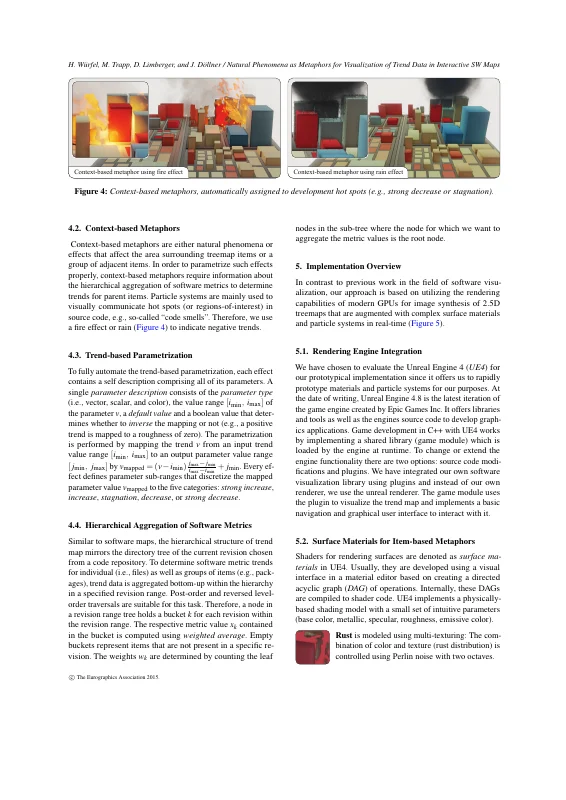 H. Würfel, M. Trapp, D. Limberger, and J. Döllner / Natural Phenomena as Metaphors for Visualization of Trend Data in Interactive SW Maps
Context-based metaphor using fire effect
Context-based metaphor using rain effect
Figure 4: Context-based metaphors, automatically assigned to development hot spots (e.g., strong decrease or stagnation).
4.2. Context-based Metaphors
Context-based metaphors are either natural phenomena or
effects that affect the area surrounding treemap items or a
group of adjacent items. In order to parametrize such effects
properly, context-based metaphors require information about
the hierarchical aggregation of software metrics to determine
trends for parent items. Particle systems are mainly used to
visually communicate hot spots (or regions-of-interest) in
source code, e.g., so-called “code smells”. Therefore, we use
a fire effect or rain (Figure 4) to indicate negative trends.
4.3. Trend-based Parametrization
To fully automate the trend-based parametrization, each effect
contains a self description comprising all of its parameters. A
single parameter description consists of the parameter type
(i.e., vector, scalar, and color), the value range [imin, imax] of
the parameter v, a default value and a boolean value that deter-
mines whether to inverse the mapping or not (e.g., a positive
trend is mapped to a roughness of zero). The parametrization
is performed by mapping the trend v from an input trend
value range [imin, imax] to an output parameter value range
[jmin, jmax] by vmapped = (v−imin) jmax−jmin / imax−imin + jmin. Every ef-
fect defines parameter sub-ranges that discretize the mapped
parameter value vmapped to the five categories: strong increase,
increase, stagnation, decrease, or strong decrease.
4.4. Hierarchical Aggregation of Software Metrics
Similar to software maps, the hierarchical structure of trend
map mirrors the directory tree of the current revision chosen
from a code repository. To determine software metric trends
for individual (i.e., files) as well as groups of items (e.g., pack-
ages), trend data is aggregated bottom-up within the hierarchy
in a specified revision range. Post-order and reversed level-
order traversals are suitable for this task. Therefore, a node in
a revision range tree holds a bucket k for each revision within
the revision range. The respective metric value xk contained
in the bucket is computed using weighted average. Empty
buckets represent items that are not present in a specific re-
vision. The weights wk are determined by counting the leaf
nodes in the sub-tree where the node for which we want to
aggregate the metric values is the root node.
5. Implementation Overview
In contrast to previous work in the field of software visu-
alization, our approach is based on utilizing the rendering
capabilities of modern GPUs for image synthesis of 2.5D
treemaps that are augmented with complex surface materials
and particle systems in real-time (Figure 5).
5.1. Rendering Engine Integration
We have chosen to evaluate the Unreal Engine 4 (UE4) for
our prototypical implementation since it offers us to rapidly
prototype materials and particle systems for our purposes. At
the date of writing, Unreal Engine 4.8 is the latest iteration of
the game engine created by Epic Games Inc. It offers libraries
and tools as well as the engines source code to develop graph-
ics applications. Game development in C++ with UE4 works
by implementing a shared library (game module) which is
loaded by the engine at runtime. To change or extend the
engine functionality there are two options: source code modi-
fications and plugins. We have integrated our own software
visualization library using plugins and instead of our own
renderer, we use the unreal renderer. The game module uses
the plugin to visualize the trend map and implements a basic
navigation and graphical user interface to interact with it.
5.2. Surface Materials for Item-based Metaphors
Shaders for rendering surfaces are denoted as surface ma-
terials in UE4. Usually, they are developed using a visual
interface in a material editor based on creating a directed
acyclic graph (DAG) of operations. Internally, these DAGs
are compiled to shader code. UE4 implements a physically-
based shading model with a small set of intuitive parameters
(base color, metallic, specular, roughness, emissive color).
Rust is modeled using multi-texturing: The com-
bination of color and texture (rust distribution) is
controlled using Perlin noise with two octaves.
© The Eurographics Association 2015.